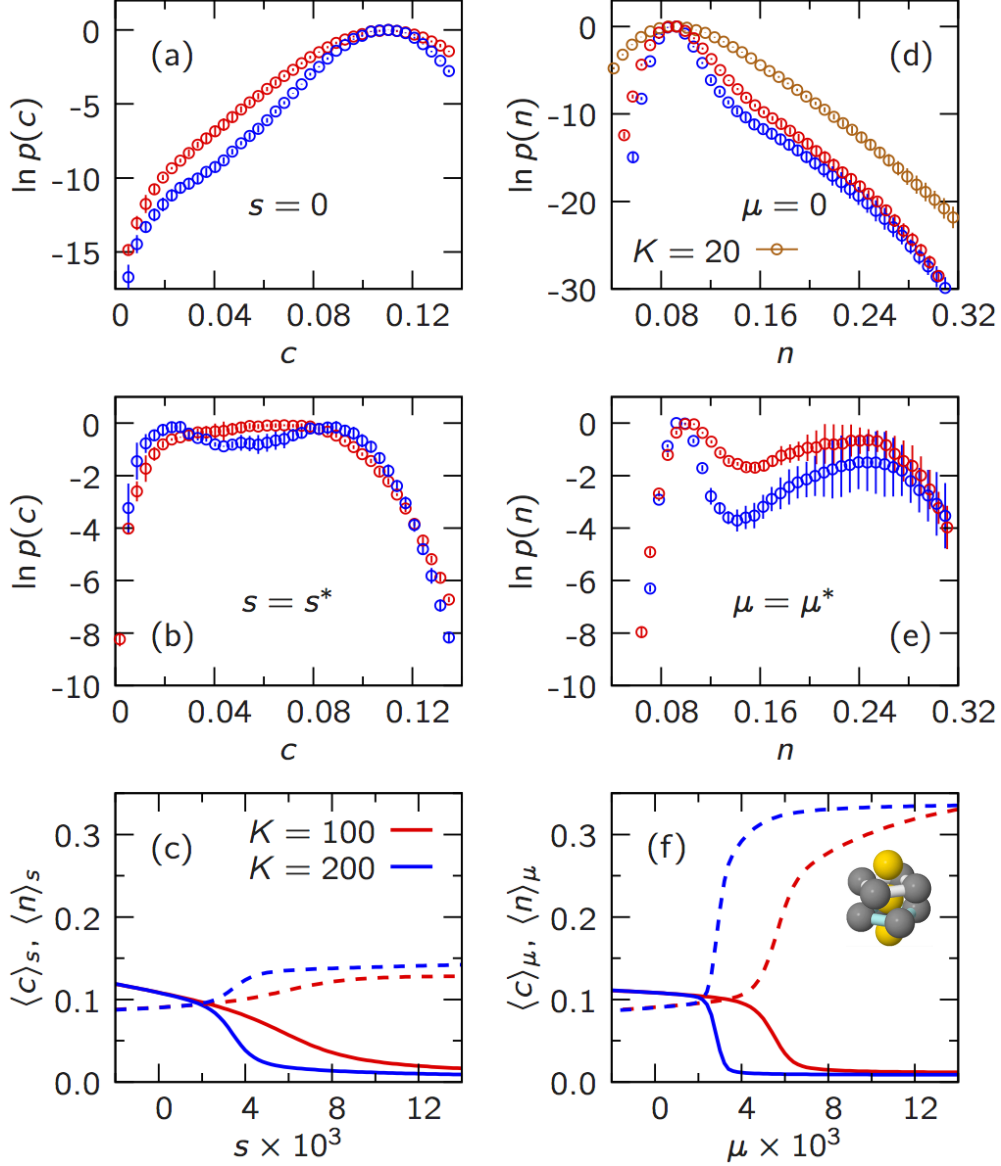 0
-5
-10
-15
ln p(c)
(a)
s = 0
0 0.04 0.08 0.12
c
0
-10
-20
-30
ln p(n)
(d)
μ = 0
K = 20
0.08 0.16 0.24 0.32
n
0
-2
-4
-6
-8
-10
ln p(c)
s = s*
(b)
0 0.04 0.08 0.12
c
0
-2
-4
-6
-8
-10
ln p(n)
μ = μ*
(e)
0.08 0.16 0.24 0.32
n
0.3
0.2
0.1
0.0
⟨c⟩ₛ, ⟨n⟩ₛ
(c)
K = 100
K = 200
0 4 8 12
s × 10³
0.3
0.2
0.1
0.0
⟨c⟩μ, ⟨n⟩μ
(f)
0 4 8 12
μ × 10³